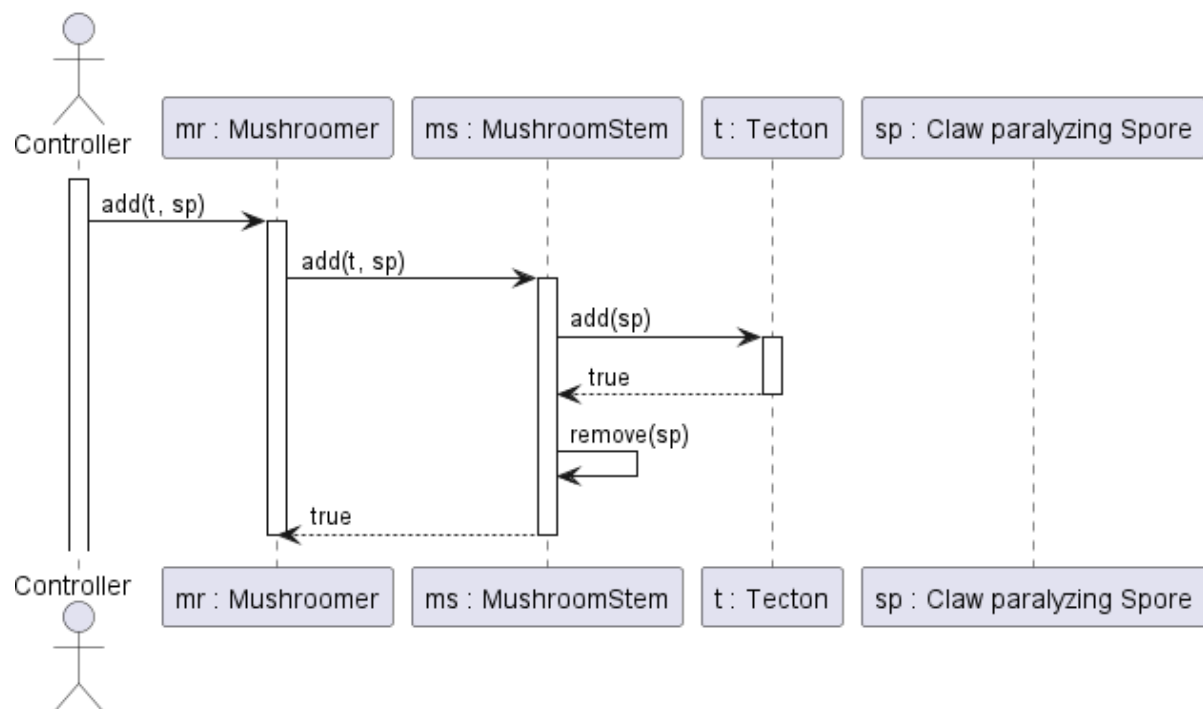 Controller
mr : Mushroomer
ms : MushroomStem
t : Tecton
sp : Claw paralyzing Spore
add(t, sp)
add(t, sp)
add(sp)
true
remove(sp)
true
Controller
mr : Mushroomer
ms : MushroomStem
t : Tecton
sp : Claw paralyzing Spore